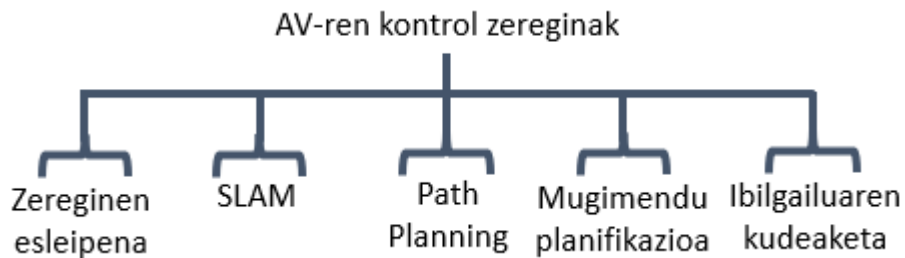 AV-ren kontrol zereginak
Zereginen
esleipena
SLAM
Path
Planning
Mugimendu
planifikazioa
Ibilgailuaren
kudeaketa